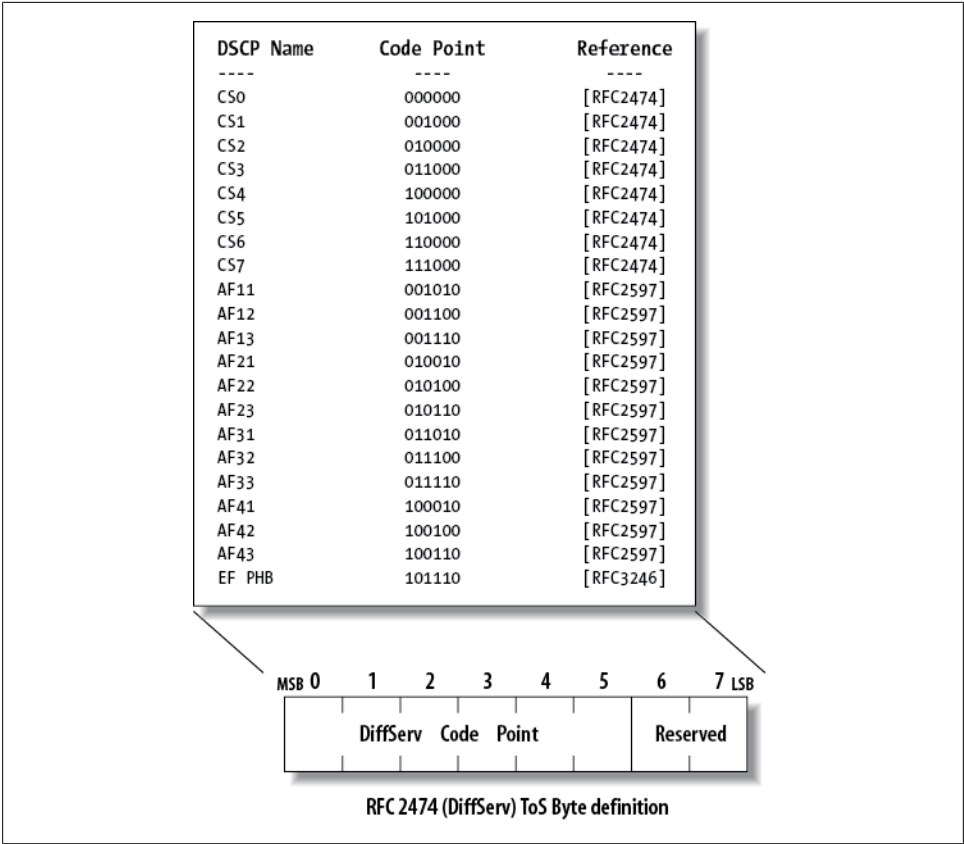 DSCP Name Code Point Reference
---- ---- ----
CS0 000000 [RFC2474]
CS1 001000 [RFC2474]
CS2 010000 [RFC2474]
CS3 011000 [RFC2474]
CS4 100000 [RFC2474]
CS5 101000 [RFC2474]
CS6 110000 [RFC2474]
CS7 111000 [RFC2474]
AF11 001010 [RFC2597]
AF12 001100 [RFC2597]
AF13 001110 [RFC2597]
AF21 010010 [RFC2597]
AF22 010100 [RFC2597]
AF23 010110 [RFC2597]
AF31 011010 [RFC2597]
AF32 011100 [RFC2597]
AF33 011110 [RFC2597]
AF41 100010 [RFC2597]
AF42 100100 [RFC2597]
AF43 100110 [RFC2597]
EF PHB 101110 [RFC3246]
MSB 0 1 2 3 4 5 6 7 LSB
DiffServ Code Point Reserved
RFC 2474 (DiffServ) ToS Byte definition